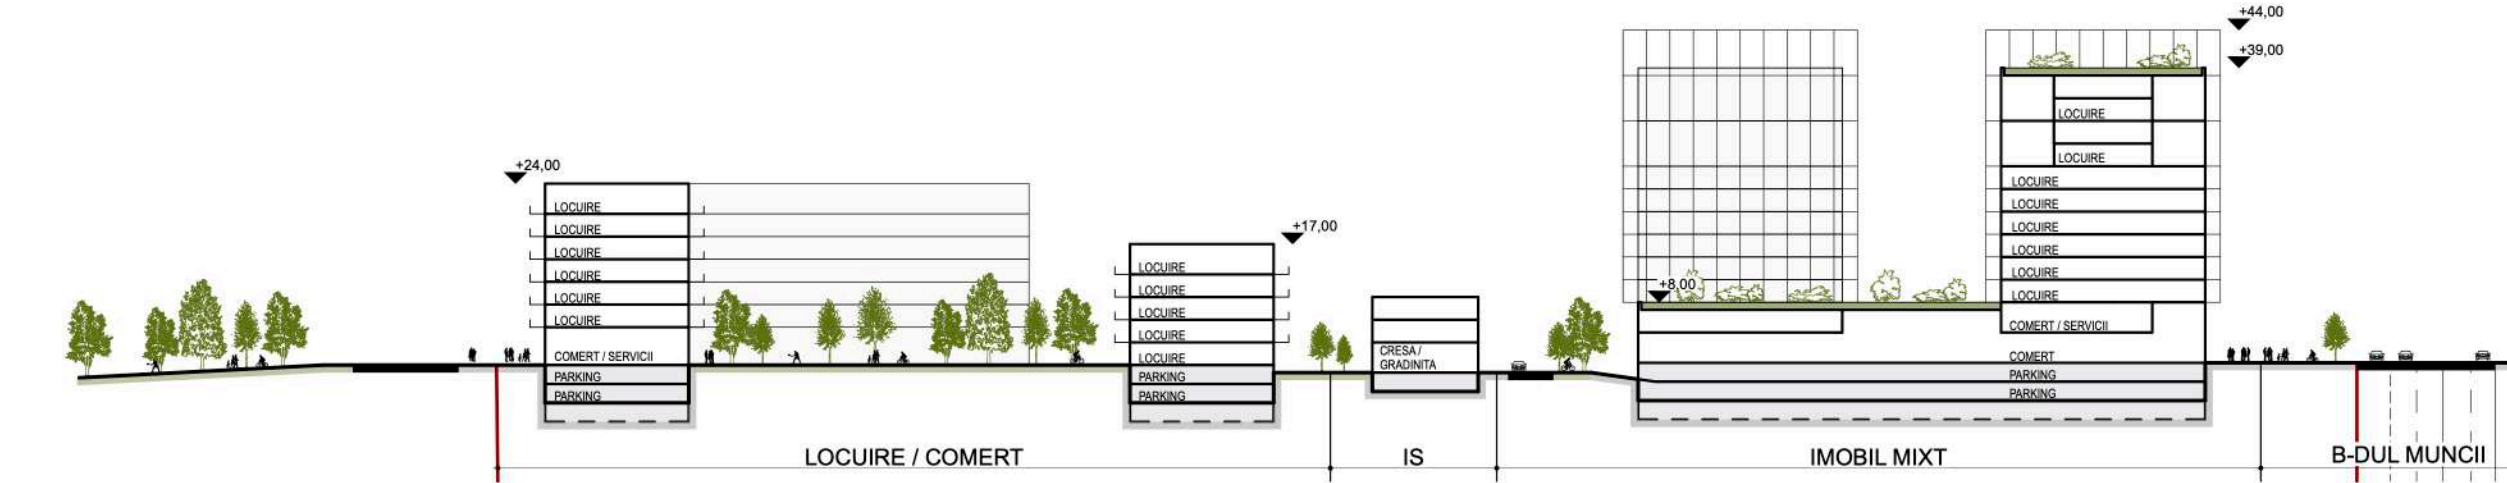 +44,00
+39,00
LOCUIRE
LOCUIRE
LOCUIRE
LOCUIRE
LOCUIRE
LOCUIRE
LOCUIRE
LOCUIRE
COMERT / SERVICII
COMERT
PARKING
PARKING
+8,00
+24,00
LOCUIRE
LOCUIRE
LOCUIRE
LOCUIRE
LOCUIRE
LOCUIRE
COMERT / SERVICII
PARKING
PARKING
+17,00
LOCUIRE
LOCUIRE
LOCUIRE
LOCUIRE
LOCUIRE
PARKING
PARKING
CRESA /
GRADINITA
LOCUIRE / COMERT
IS
IMOBIL MIXT
B-DUL MUNCII